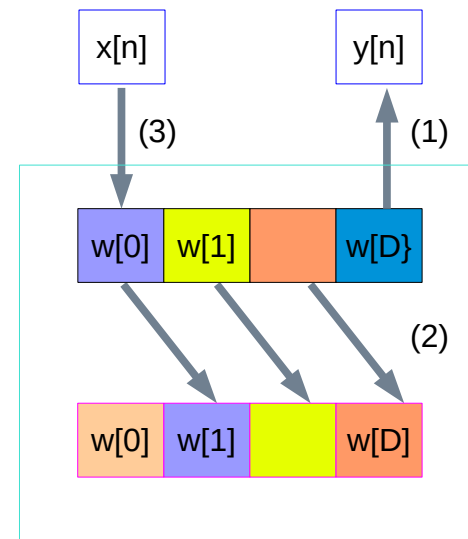 x[n] y[n]
(3) (1)
w[0] w[1] w[D}
(2)
w[0] w[1] w[D]